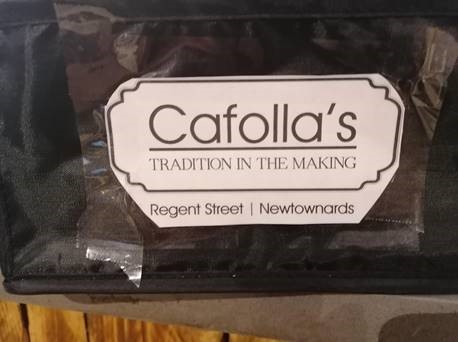 Cafolla's
TRADITION IN THE MAKING
Regent Street | Newtownards